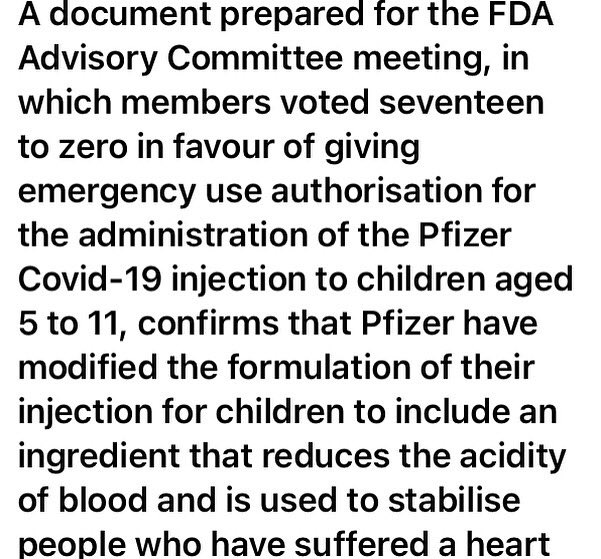 A document prepared for the FDA
Advisory Committee meeting, in
which members voted seventeen
to zero in favour of giving
emergency use authorisation for
the administration of the Pfizer
Covid-19 injection to children aged
5 to 11, confirms that Pfizer have
modified the formulation of their
injection for children to include an
ingredient that reduces the acidity
of blood and is used to stabilise
people who have suffered a heart